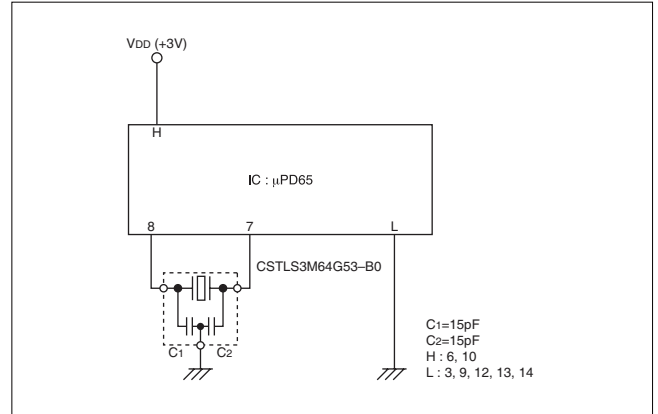 VDD (+3V)
H
IC : µPD65
8 7 L
CSTLS3M64G53–B0
C1 C2
C1=15pF
C2=15pF
H : 6, 10
L : 3, 9, 12, 13, 14